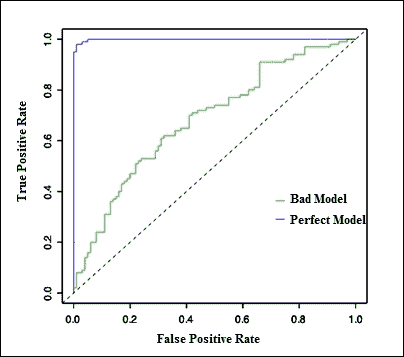 1.0
0.8
0.6
0.4
0.2
0.0
True Positive Rate
Bad Model
Perfect Model
0.0 0.2 0.4 0.6 0.8 1.0
False Positive Rate